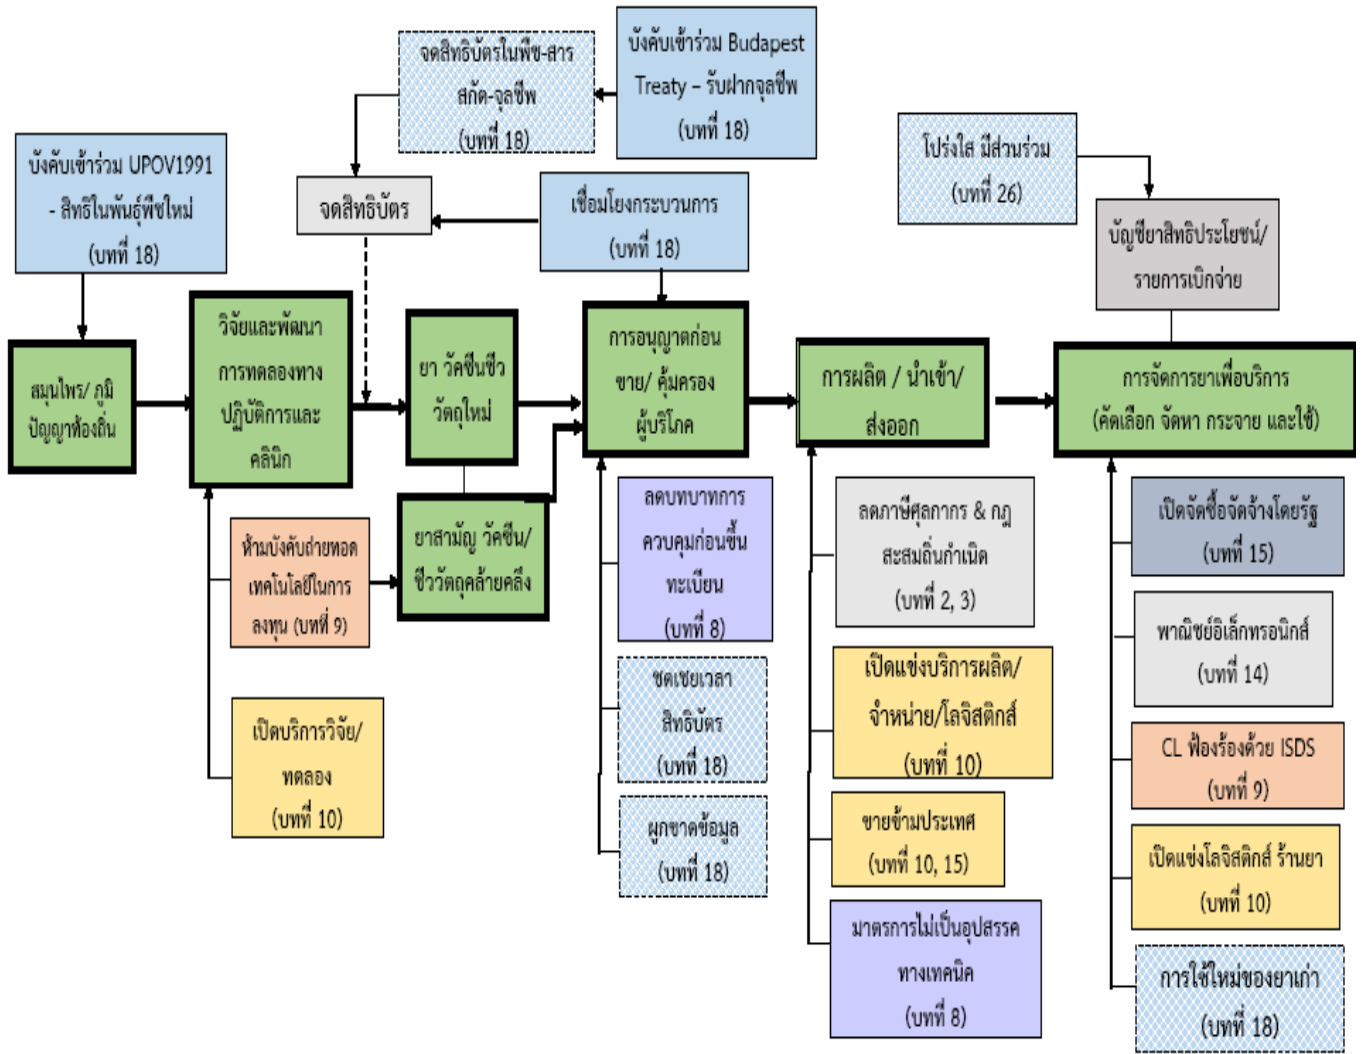 จดสิทธิบัตรในพืช-สาร
สกัด-จุลชีพ
(บทที่ 18)
บังคับเข้าร่วม Budapest
Treaty – รับฝากจุลชีพ
(บทที่ 18)
บังคับเข้าร่วม UPOV1991
- สิทธิในพันธุ์พืชใหม่
(บทที่ 18)
จดสิทธิบัตร
เชื่อมโยงกระบวนการ
(บทที่ 18)
โปร่งใส มีส่วนร่วม
(บทที่ 26)
บัญชียาสิทธิประโยชน์/
รายการเบิกจ่าย
สมุนไพร/ ภูมิ
ปัญญาท้องถิ่น
วิจัยและพัฒนา
การทดลองทาง
ปฏิบัติการและ
คลินิก
ยา วัคซีนชีว
วัตถุใหม่
การอนุญาตก่อน
ขาย/ คุ้มครอง
ผู้บริโภค
การผลิต / นำเข้า/
ส่งออก
การจัดการยาเพื่อบริการ
(คัดเลือก จัดหา กระจาย และใช้)
ห้ามบังคับถ่ายทอด
เทคโนโลยีในการ
ลงทุน (บทที่ 9)
ยาสามัญ วัคซีน/
ชีววัตถุคล้ายคลึง
เปิดบริการวิจัย/
ทดลอง
(บทที่ 10)
ลดบทบาทการ
ควบคุมก่อนขึ้น
ทะเบียน
(บทที่ 8)
ชดเชยเวลา
สิทธิบัตร
(บทที่ 18)
ผูกขาดข้อมูล
(บทที่ 18)
ลดภาษีศุลกากร & กฎ
สะสมถิ่นกำเนิด
(บทที่ 2, 3)
เปิดแข่งบริการผลิต/
จำหน่าย/โลจิสติกส์
(บทที่ 10)
ขายข้ามประเทศ
(บทที่ 10, 15)
มาตรการไม่เป็นอุปสรรค
ทางเทคนิค
(บทที่ 8)
เปิดจัดซื้อจัดจ้างโดยรัฐ
(บทที่ 15)
พาณิชย์อิเล็กทรอนิกส์
(บทที่ 14)
CL ฟ้องร้องด้วย ISDS
(บทที่ 9)
เปิดแข่งโลจิสติกส์ ร้านยา
(บทที่ 10)
การใช้ใหม่ของยาเก่า
(บทที่ 18)